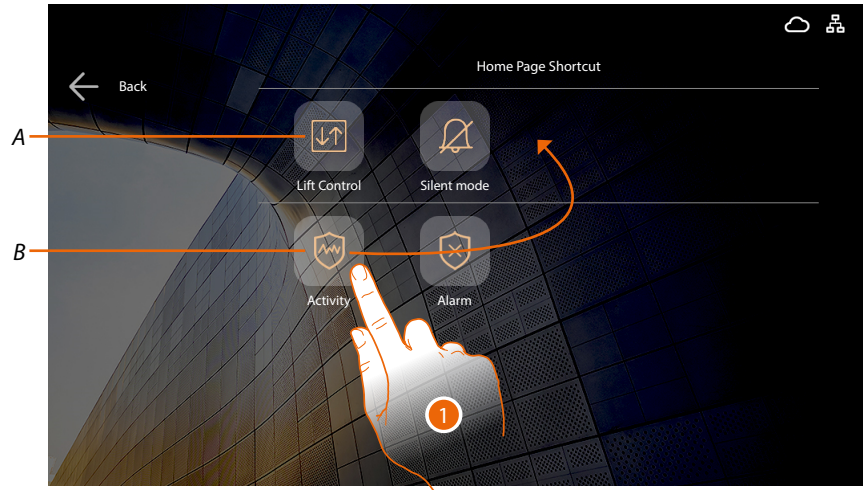 Home Page Shortcut
Back
A
Lift Control
Silent mode
B
Activity
Alarm
1